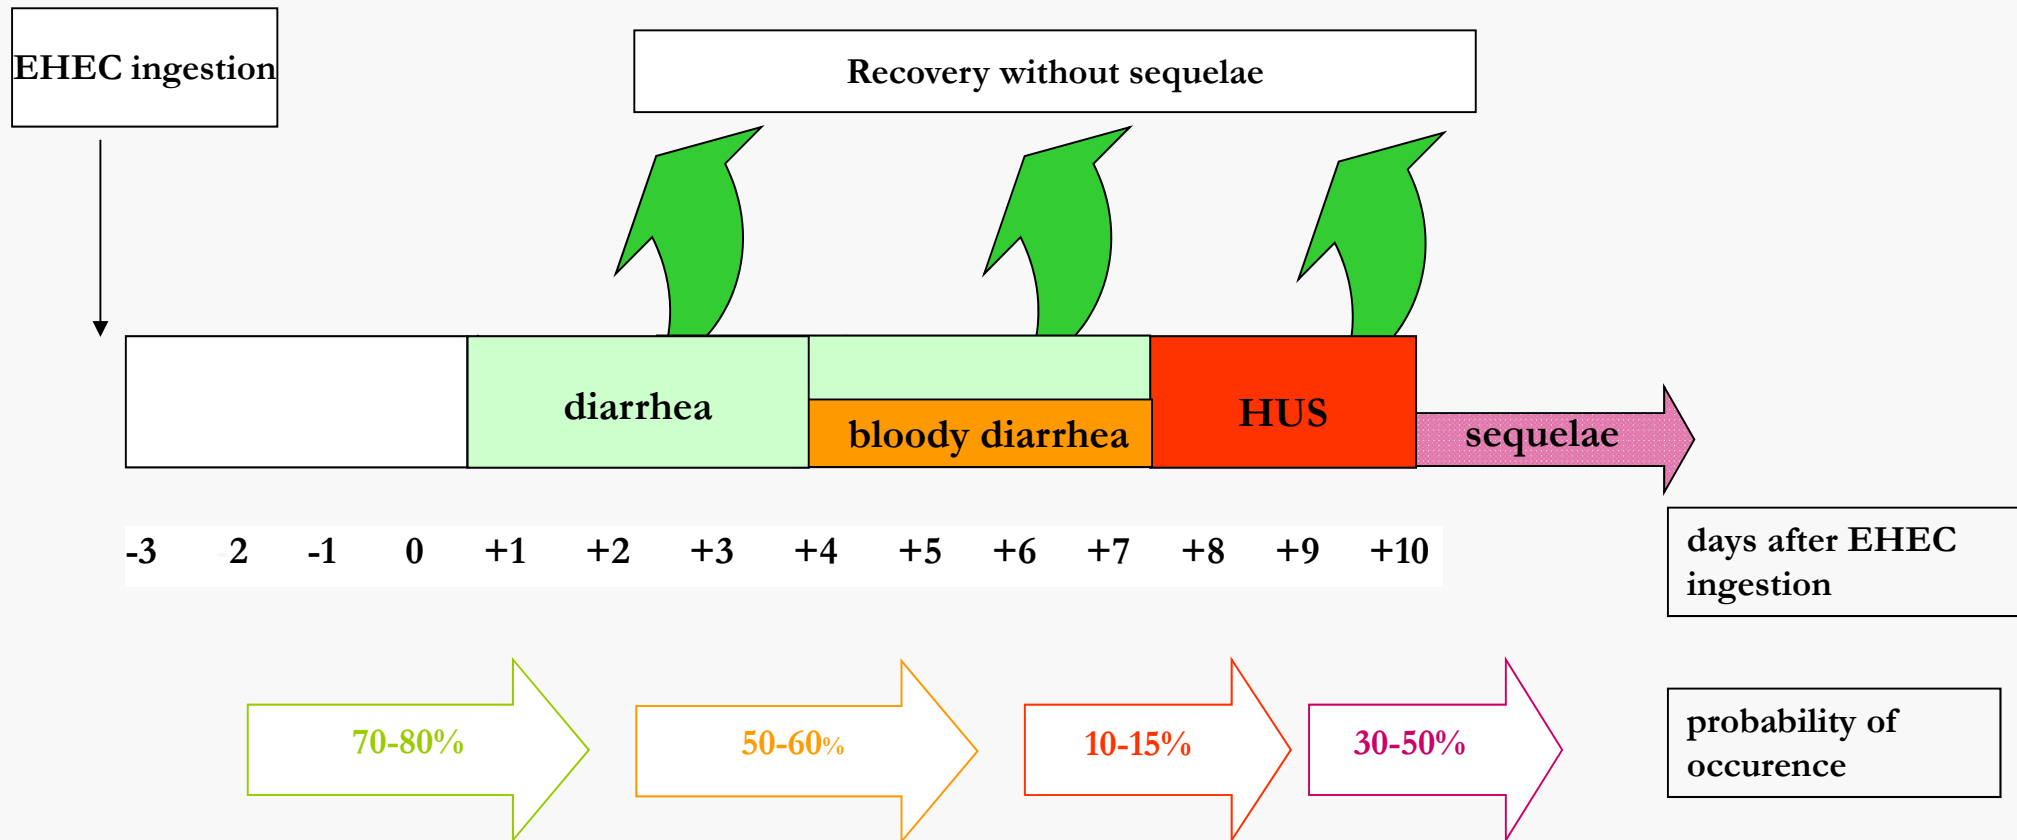 EHEC ingestion
Recovery without sequelae
diarrhea
bloody diarrhea
HUS
sequelae
-3 2 -1 0 +1 +2 +3 +4 +5 +6 +7 +8 +9 +10
days after EHEC
ingestion
70-80%
50-60%
10-15%
30-50%
probability of
occurence